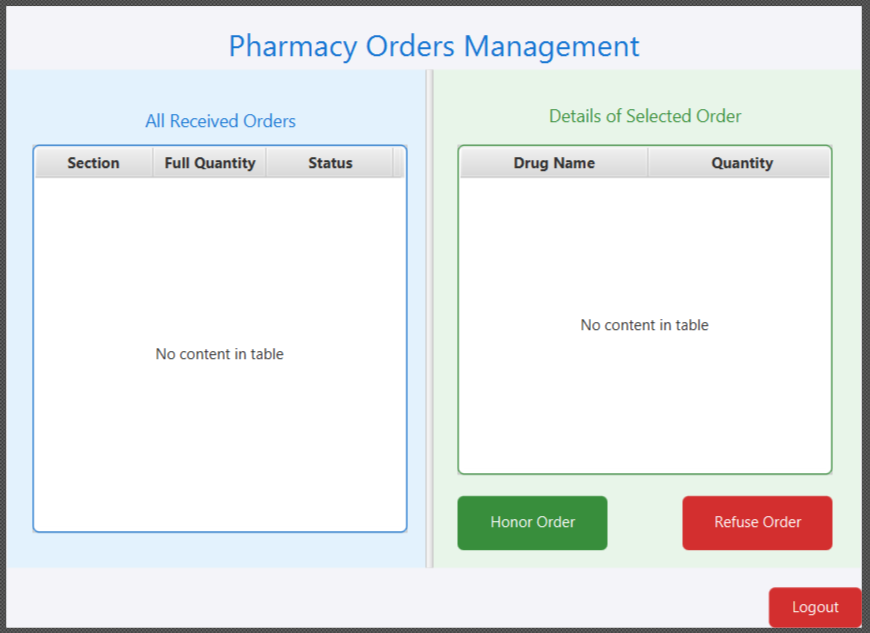 Pharmacy Orders Management
All Received Orders
Section Full Quantity Status
No content in table
Details of Selected Order
Drug Name Quantity
No content in table
Honor Order Refuse Order
Logout